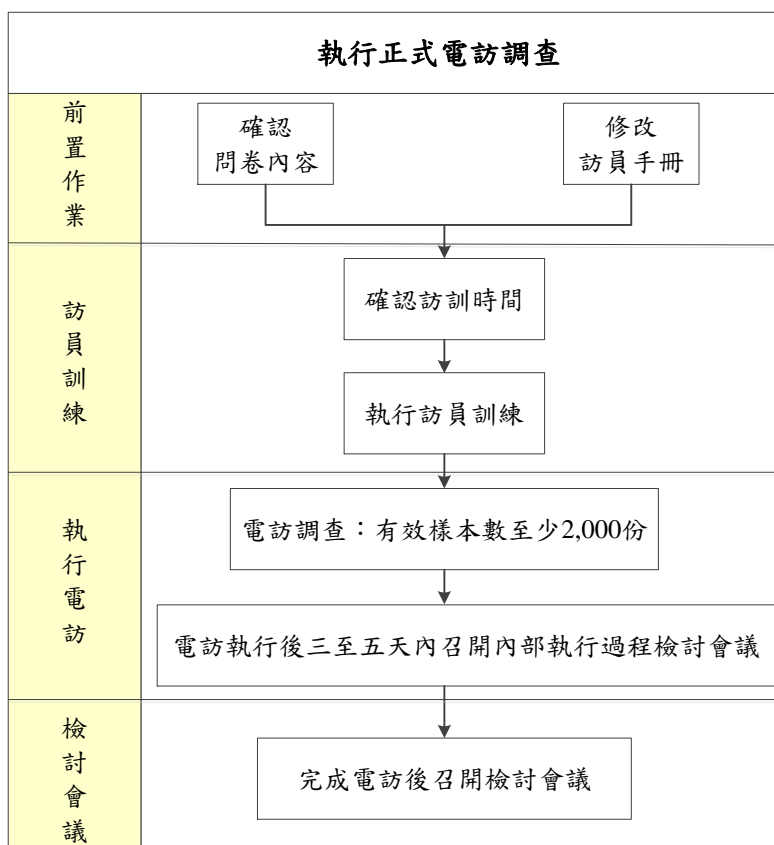 執行正式電訪調查
前置作業
確認
問卷內容
修改
訪員手冊
訪員訓練
確認訪訓時間
執行訪員訓練
執行電訪
電訪調查：有效樣本數至少2,000份
電訪執行後三至五天內召開內部執行過程檢討會議
檢討會議
完成電訪後召開檢討會議